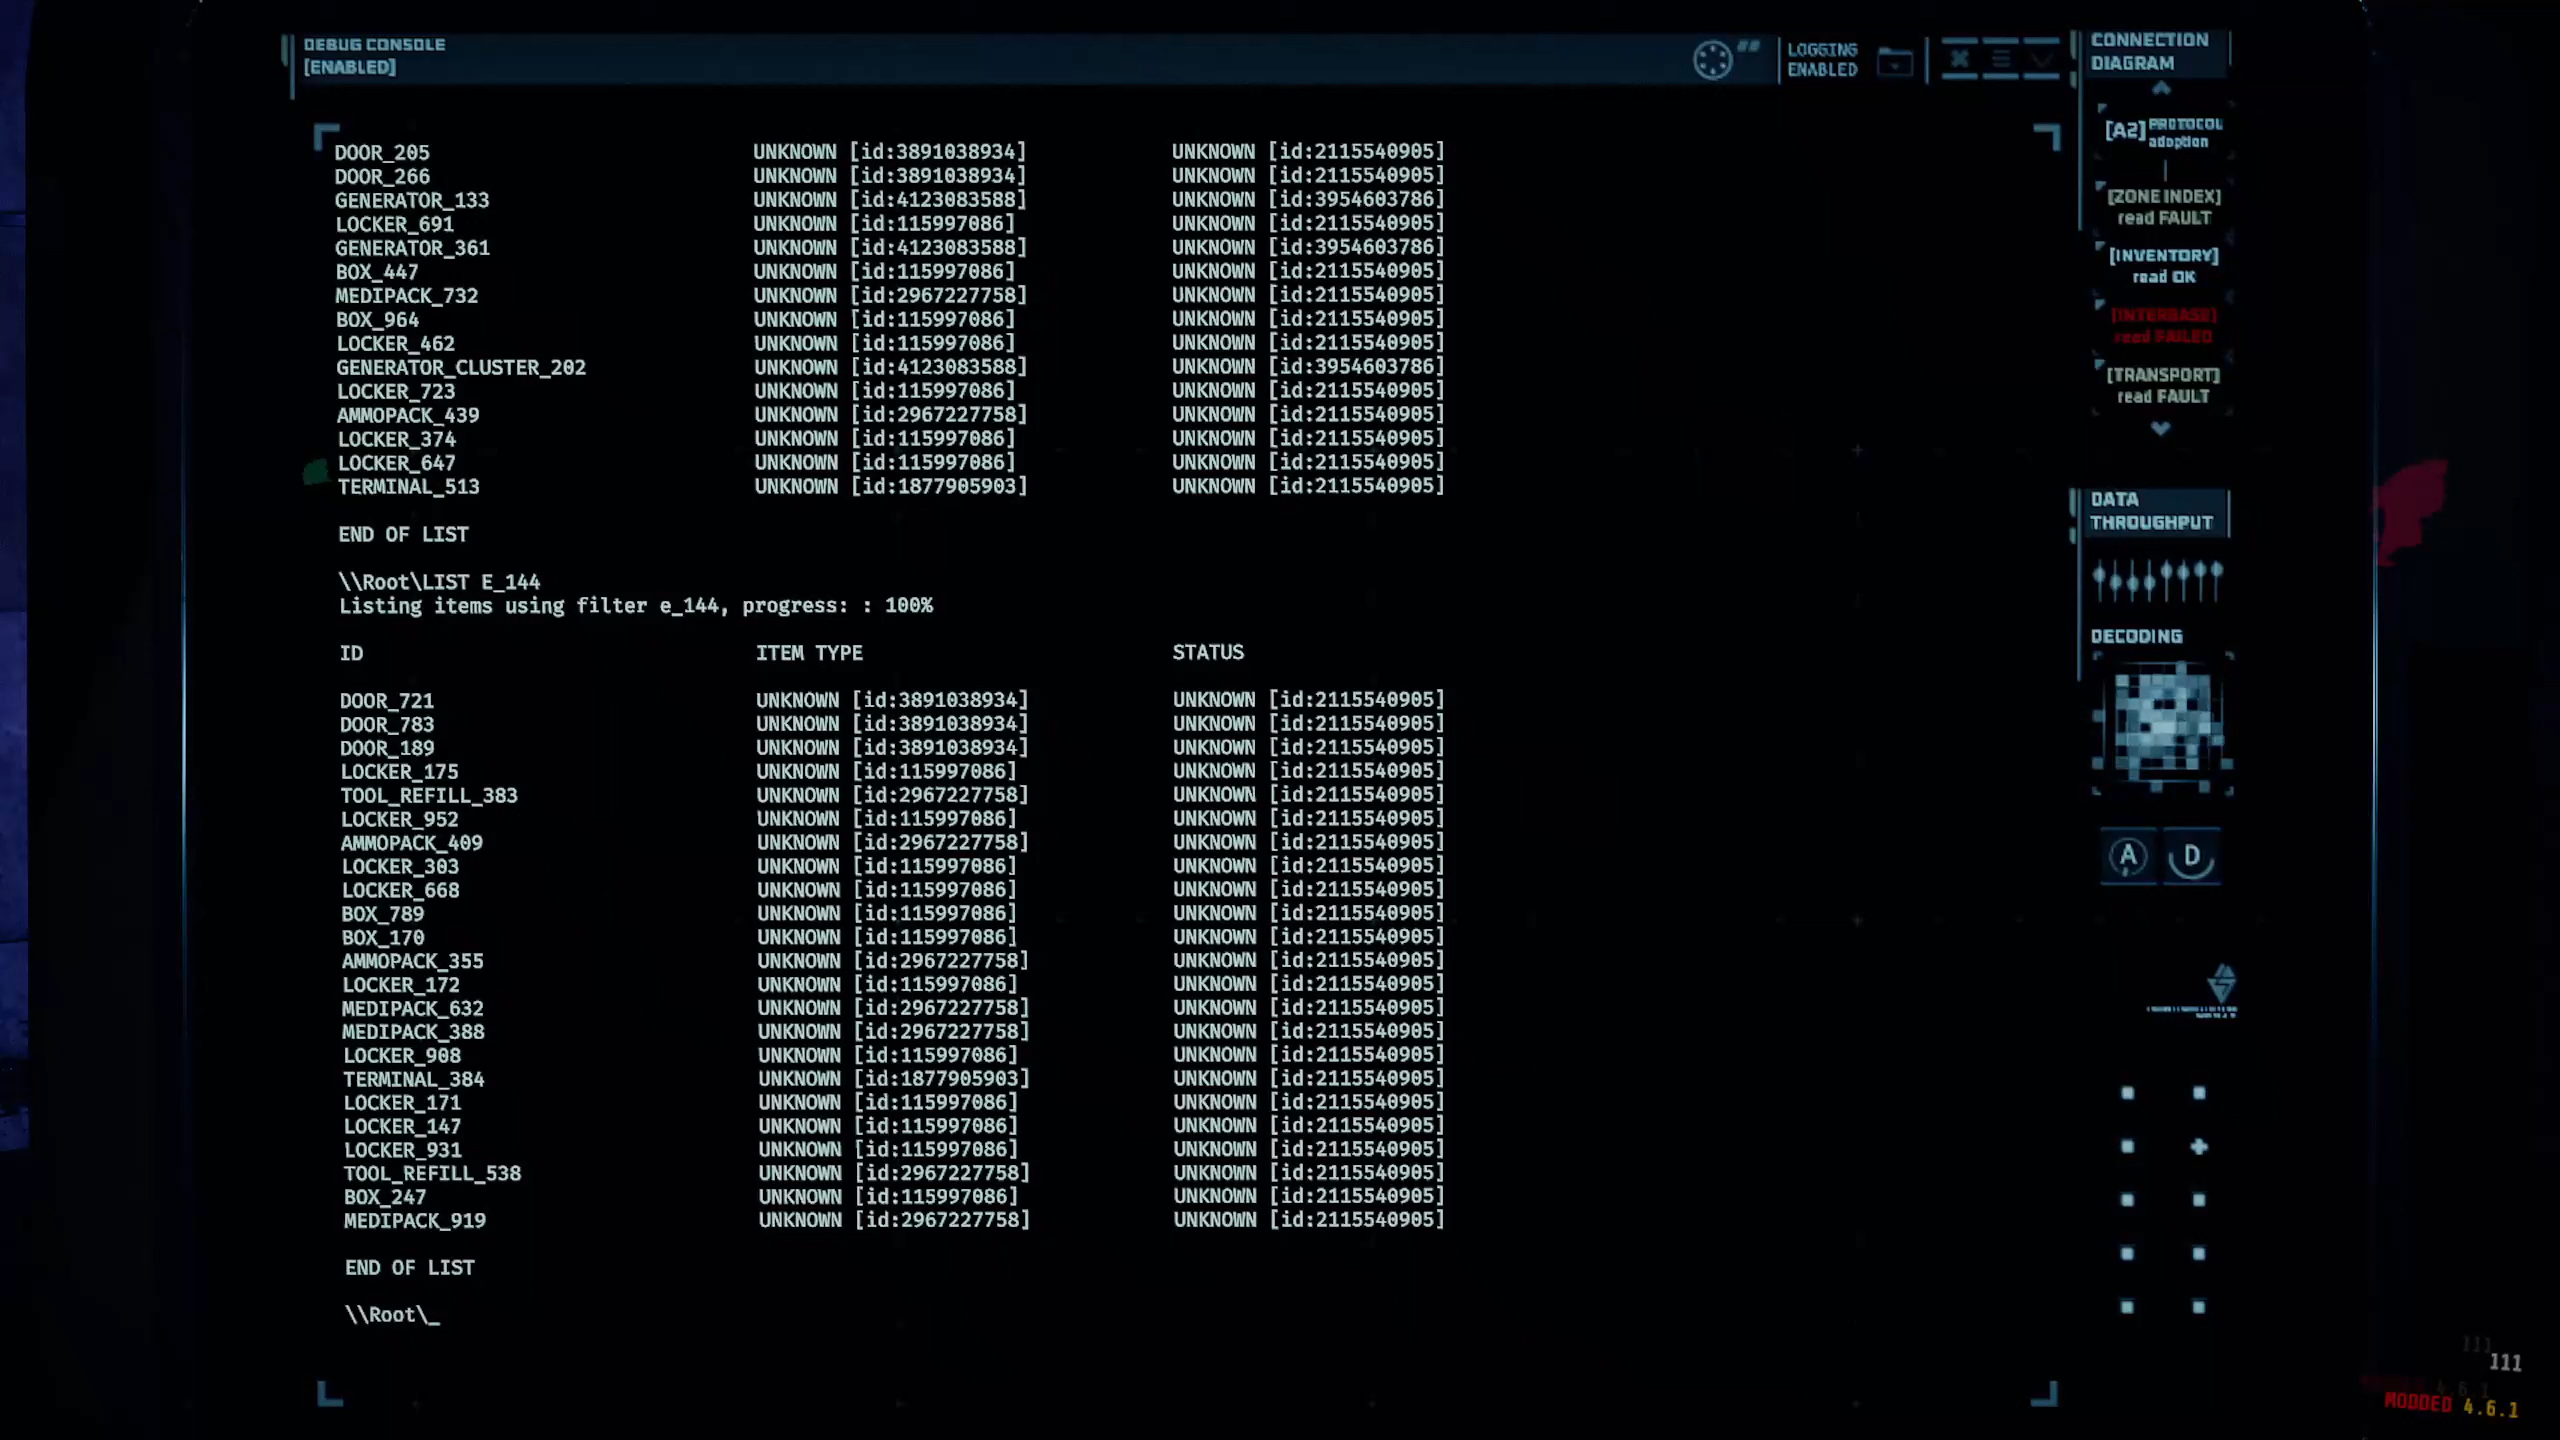 DEBUG CONSOLE
[ENABLED]
LOGGING
ENABLED
CONNECTION
DIAGRAM
[A2] PROTOCOL
adoption
[ZONE INDEX]
read FAULT
[INVENTORY]
read OK
[INTERBASE]
read FAILED
[TRANSPORT]
read FAULT
DATA
THROUGHPUT
DECODING
A D
DOOR_205 UNKNOWN [id:3891038934] UNKNOWN [id:2115540905]
DOOR_266 UNKNOWN [id:3891038934] UNKNOWN [id:2115540905]
GENERATOR_133 UNKNOWN [id:4123083588] UNKNOWN [id:3954603786]
LOCKER_691 UNKNOWN [id:115997086] UNKNOWN [id:2115540905]
GENERATOR_361 UNKNOWN [id:4123083588] UNKNOWN [id:3954603786]
BOX_447 UNKNOWN [id:115997086] UNKNOWN [id:2115540905]
MEDIPACK_732 UNKNOWN [id:2967227758] UNKNOWN [id:2115540905]
BOX_964 UNKNOWN [id:115997086] UNKNOWN [id:2115540905]
LOCKER_462 UNKNOWN [id:115997086] UNKNOWN [id:2115540905]
GENERATOR_CLUSTER_202 UNKNOWN [id:4123083588] UNKNOWN [id:3954603786]
LOCKER_723 UNKNOWN [id:115997086] UNKNOWN [id:2115540905]
AMMOPACK_439 UNKNOWN [id:2967227758] UNKNOWN [id:2115540905]
LOCKER_374 UNKNOWN [id:115997086] UNKNOWN [id:2115540905]
LOCKER_647 UNKNOWN [id:115997086] UNKNOWN [id:2115540905]
TERMINAL_513 UNKNOWN [id:1877905903] UNKNOWN [id:2115540905]
END OF LIST
\\Root\LIST E_144
Listing items using filter e_144, progress: : 100%
ID ITEM TYPE STATUS
DOOR_721 UNKNOWN [id:3891038934] UNKNOWN [id:2115540905]
DOOR_783 UNKNOWN [id:3891038934] UNKNOWN [id:2115540905]
DOOR_189 UNKNOWN [id:3891038934] UNKNOWN [id:2115540905]
LOCKER_175 UNKNOWN [id:115997086] UNKNOWN [id:2115540905]
TOOL_REFILL_383 UNKNOWN [id:2967227758] UNKNOWN [id:2115540905]
LOCKER_952 UNKNOWN [id:115997086] UNKNOWN [id:2115540905]
AMMOPACK_409 UNKNOWN [id:2967227758] UNKNOWN [id:2115540905]
LOCKER_303 UNKNOWN [id:115997086] UNKNOWN [id:2115540905]
LOCKER_668 UNKNOWN [id:115997086] UNKNOWN [id:2115540905]
BOX_789 UNKNOWN [id:115997086] UNKNOWN [id:2115540905]
BOX_170 UNKNOWN [id:115997086] UNKNOWN [id:2115540905]
AMMOPACK_355 UNKNOWN [id:2967227758] UNKNOWN [id:2115540905]
LOCKER_172 UNKNOWN [id:115997086] UNKNOWN [id:2115540905]
MEDIPACK_632 UNKNOWN [id:2967227758] UNKNOWN [id:2115540905]
MEDIPACK_388 UNKNOWN [id:2967227758] UNKNOWN [id:2115540905]
LOCKER_908 UNKNOWN [id:115997086] UNKNOWN [id:2115540905]
TERMINAL_384 UNKNOWN [id:1877905903] UNKNOWN [id:2115540905]
LOCKER_171 UNKNOWN [id:115997086] UNKNOWN [id:2115540905]
LOCKER_147 UNKNOWN [id:115997086] UNKNOWN [id:2115540905]
LOCKER_931 UNKNOWN [id:115997086] UNKNOWN [id:2115540905]
TOOL_REFILL_538 UNKNOWN [id:2967227758] UNKNOWN [id:2115540905]
BOX_247 UNKNOWN [id:115997086] UNKNOWN [id:2115540905]
MEDIPACK_919 UNKNOWN [id:2967227758] UNKNOWN [id:2115540905]
END OF LIST
\\Root\_
111
MODDED 4.6.1